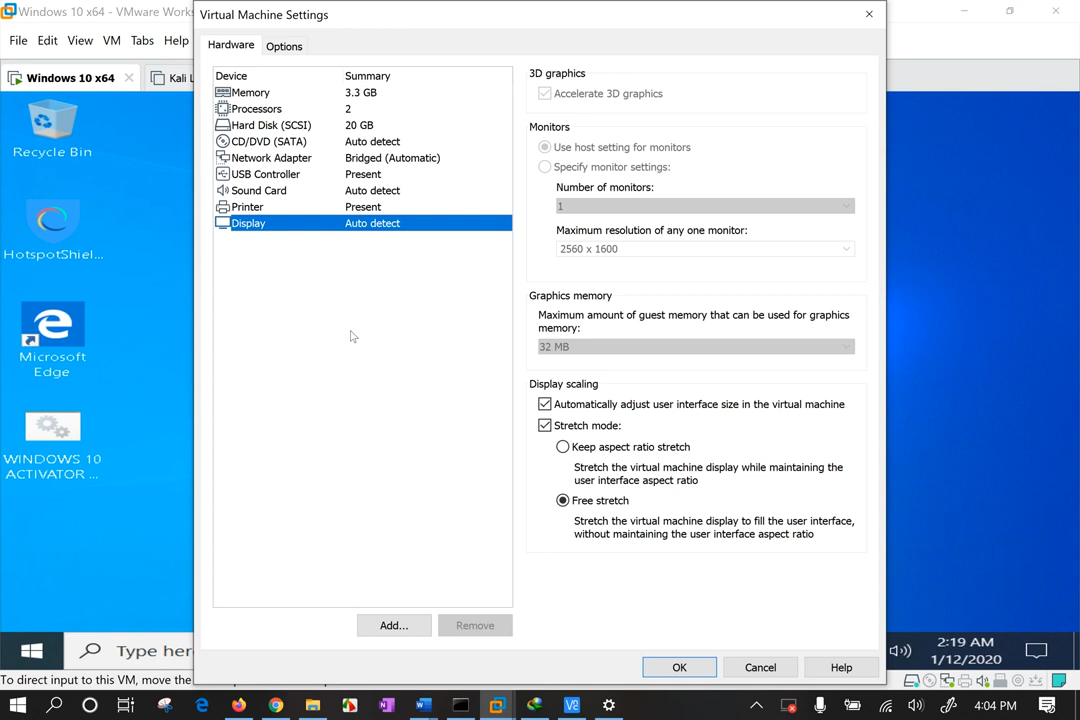 Windows 10 x64 - VMware Works
Virtual Machine Settings
File Edit View VM Tabs Help
Hardware Options
Windows 10 x64
Kali L
Device Summary
Memory 3.3 GB
Processors 2
Hard Disk (SCSI) 20 GB
CD/DVD (SATA) Auto detect
Network Adapter Bridged (Automatic)
USB Controller Present
Sound Card Auto detect
Printer Present
Display Auto detect
Add... Remove
3D graphics
Accelerate 3D graphics
Monitors
Use host setting for monitors
Specify monitor settings:
Number of monitors:
1
Maximum resolution of any one monitor:
2560 x 1600
Graphics memory
Maximum amount of guest memory that can be used for graphics
memory:
32 MB
Display scaling
Automatically adjust user interface size in the virtual machine
Stretch mode:
Keep aspect ratio stretch
Stretch the virtual machine display while maintaining the
user interface aspect ratio
Free stretch
Stretch the virtual machine display to fill the user interface,
without maintaining the user interface aspect ratio
OK Cancel Help
Recycle Bin
HotspotShiel...
Microsoft
Edge
WINDOWS 10
ACTIVATOR ...
Type her
2:19 AM
1/12/2020
To direct input to this VM, move the
4:04 PM